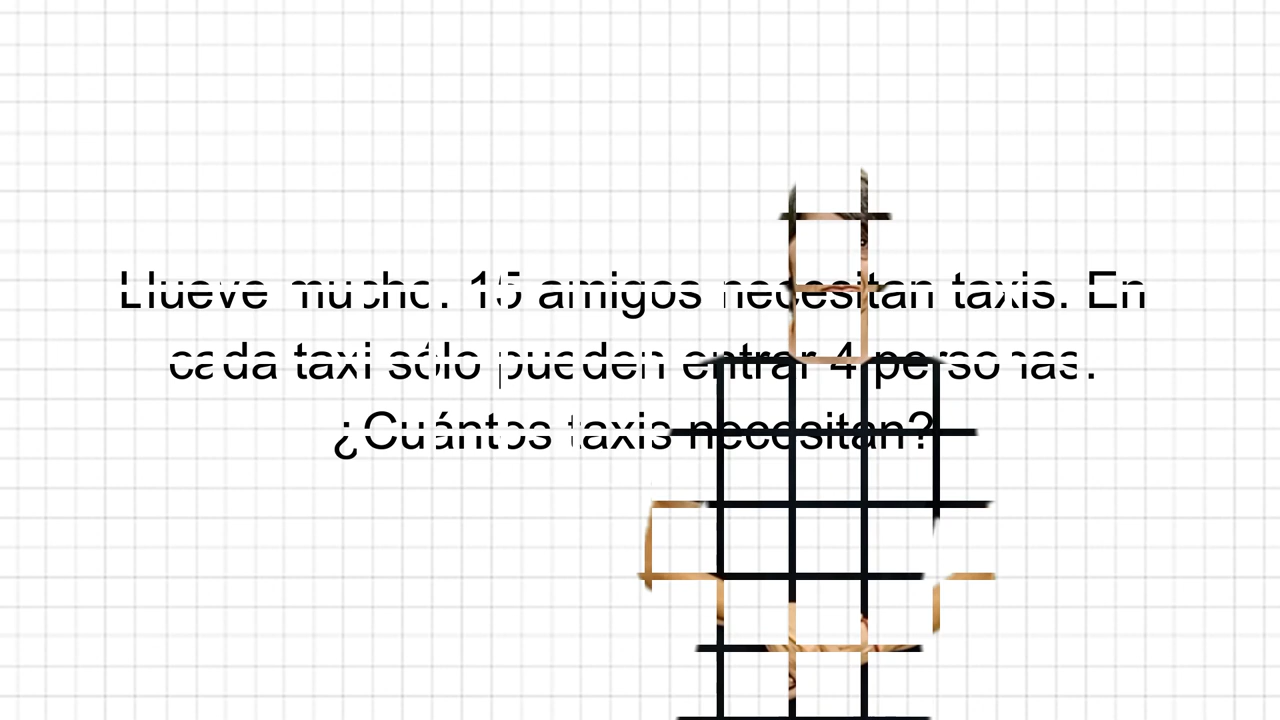 Llueve mucho. 15 amigos necesitan taxis. En
cada taxi sólo pueden entrar 4 personas.
¿Cuántos taxis necesitan?